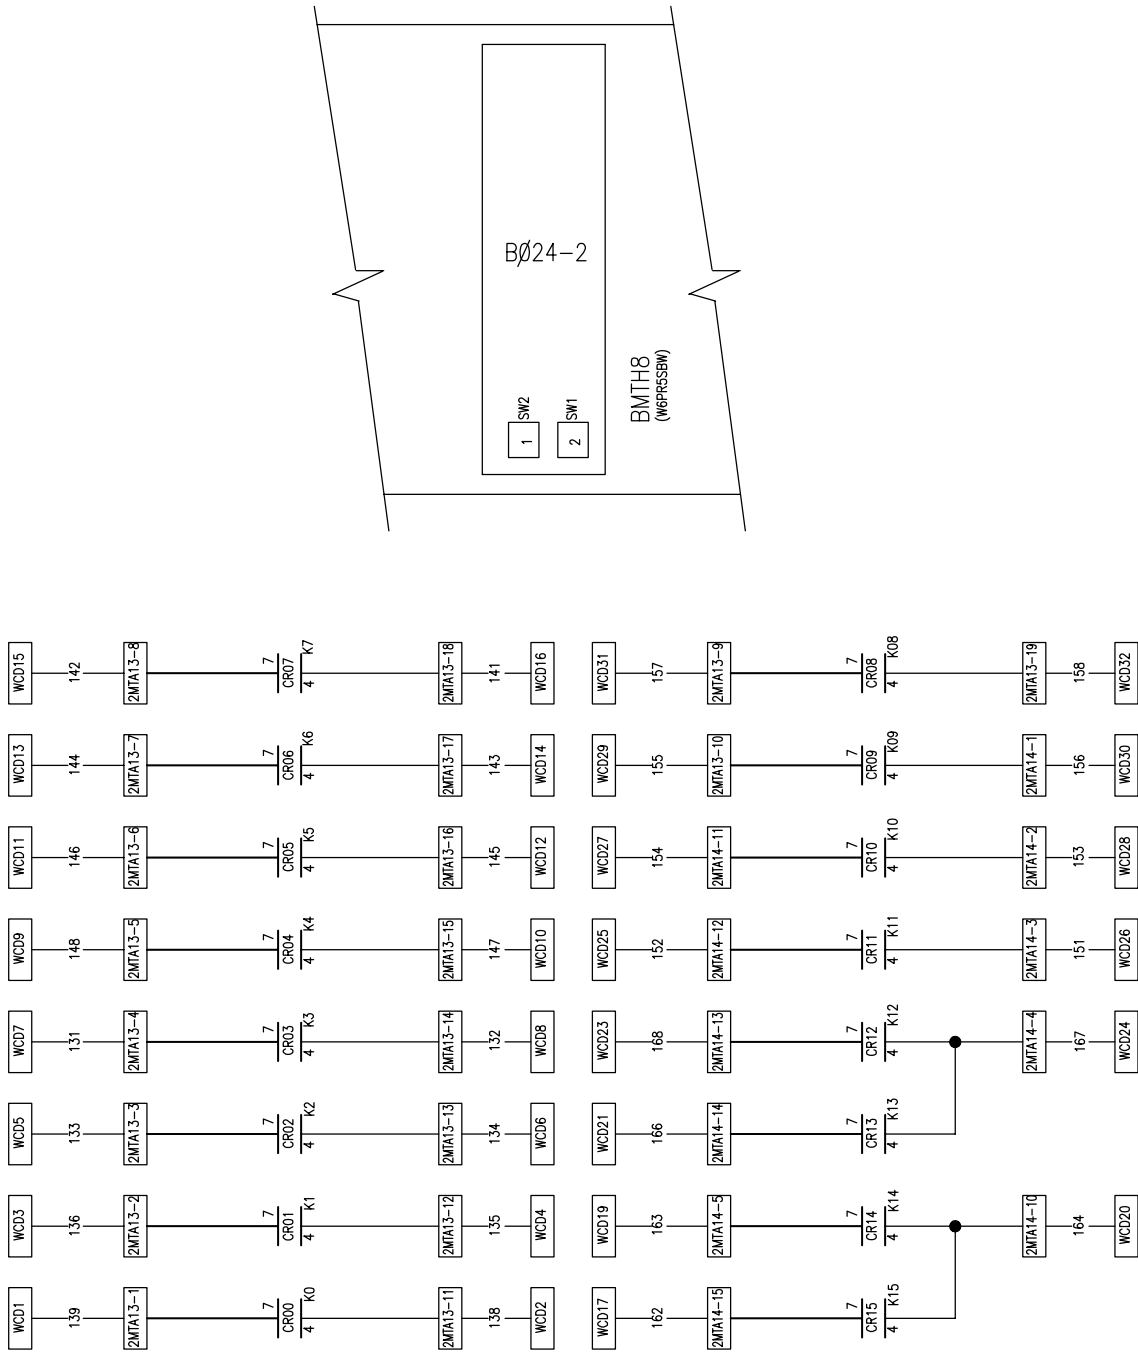 BØ24-2
1
SW2
2
SW1
BMTH8
(W6PR5SBW)
WCD15
142
2MTA13-8
7
CR07
4
K7
2MTA13-18
141
WCD16
WCD31
157
2MTA13-9
7
CR08
4
K08
2MTA13-19
158
WCD32
WCD13
144
2MTA13-7
7
CR06
4
K6
2MTA13-17
143
WCD14
WCD29
155
2MTA13-10
7
CR09
4
K09
2MTA14-1
156
WCD30
WCD11
146
2MTA13-6
7
CR05
4
K5
2MTA13-16
145
WCD12
WCD27
154
2MTA14-11
7
CR10
4
K10
2MTA14-2
153
WCD28
WCD9
148
2MTA13-5
7
CR04
4
K4
2MTA13-15
147
WCD10
WCD25
152
2MTA14-12
7
CR11
4
K11
2MTA14-3
151
WCD26
WCD7
131
2MTA13-4
7
CR03
4
K3
2MTA13-14
132
WCD8
WCD23
168
2MTA14-13
7
CR12
4
K12
2MTA14-4
167
WCD24
WCD5
133
2MTA13-3
7
CR02
4
K2
2MTA13-13
134
WCD6
WCD21
166
2MTA14-14
7
CR13
4
K13
WCD3
136
2MTA13-2
7
CR01
4
K1
2MTA13-12
135
WCD4
WCD19
163
2MTA14-5
7
CR14
4
K14
2MTA14-10
164
WCD20
WCD1
139
2MTA13-1
7
CR00
4
K0
2MTA13-11
138
WCD2
WCD17
162
2MTA14-15
7
CR15
4
K15